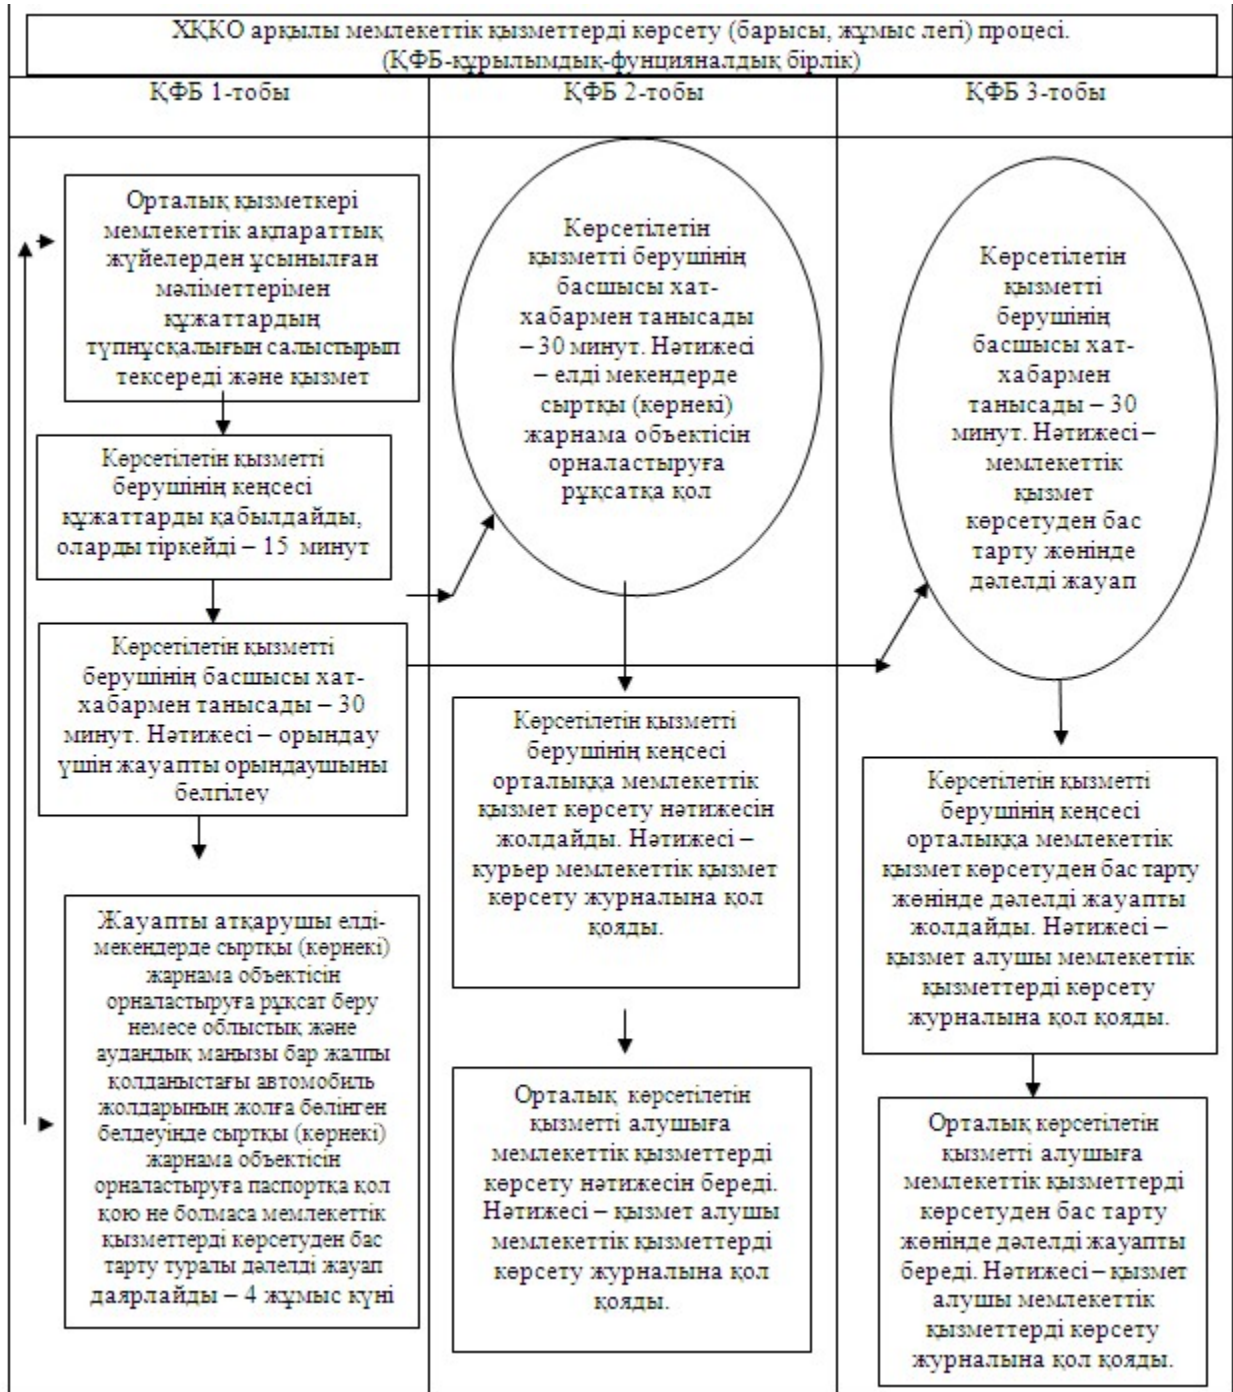 ХҚКО арқылы мемлекеттік қызметтерді көрсету (барысы, жұмыс легі) процесі.
(ҚФБ-құрылымдық-фунцияналдық бірлік)
ҚФБ 1-тобы
ҚФБ 2-тобы
ҚФБ 3-тобы
Орталық қызметкері
мемлекеттік ақпараттық
жүйелерден ұсынылған
мәліметтерімен
құжаттардың
түпнұсқалығын салыстырып
тексереді және қызмет
Көрсетілетін қызметті
берушінің кеңсесі
құжаттарды қабылдайды,
оларды тіркейді – 15 минут
Көрсетілетін қызметті
берушінің басшысы хат-
хабармен танысады – 30
минут. Нәтижесі – орындау
үшін жауапты орындаушыны
белгілеу
Жауапты атқарушы елді-
мекендерде сыртқы (көрнекі)
жарнама объектісін
орналастыруға рұқсат беру
немесе облыстық және
аудандық маңызы бар жалпы
қолданыстағы автомобиль
жолдарының жолға бөлінген
белдеуінде сыртқы (көрнекі)
жарнама объектісін
орналастыруға паспортқа қол
қою не болмаса мемлекеттік
қызметтерді көрсетуден бас
тарту туралы дәлелді жауап
даярлайды – 4 жұмыс күні
Көрсетілетін
қызметті берушінің
басшысы хат-
хабармен танысады
– 30 минут. Нәтижесі
– елді мекендерде
сыртқы (көрнекі)
жарнама объектісін
орналастыруға
рұқсатқа қол
Көрсетілетін қызметті
берушінің кеңсесі
орталыққа мемлекеттік
қызмет көрсету нәтижесін
жолдайды. Нәтижесі –
курьер мемлекеттік қызмет
көрсету журналына қол
қояды.
Орталық көрсетілетін
қызметті алушыға
мемлекеттік қызметтерді
көрсету нәтижесін береді.
Нәтижесі – қызмет алушы
мемлекеттік қызметтерді
көрсету журналына қол
қояды.
Көрсетілетін
қызметті
берушінің
басшысы хат-
хабармен
танысады – 30
минут. Нәтижесі –
мемлекеттік
қызмет
көрсетуден бас
тарту жөнінде
дәлелді жауап
Көрсетілетін қызметті
берушінің кеңсесі
орталыққа мемлекеттік
қызмет көрсетуден бас тарту
жөнінде дәлелді жауапты
жолдайды. Нәтижесі –
қызмет алушы мемлекеттік
қызметтерді көрсету
журналына қол қояды.
Орталық көрсетілетін
қызметті алушыға
мемлекеттік қызметтерді
көрсетуден бас тарту
жөнінде дәлелді жауапты
береді. Нәтижесі – қызмет
алушы мемлекеттік
қызметтерді көрсету
журналына қол қояды.